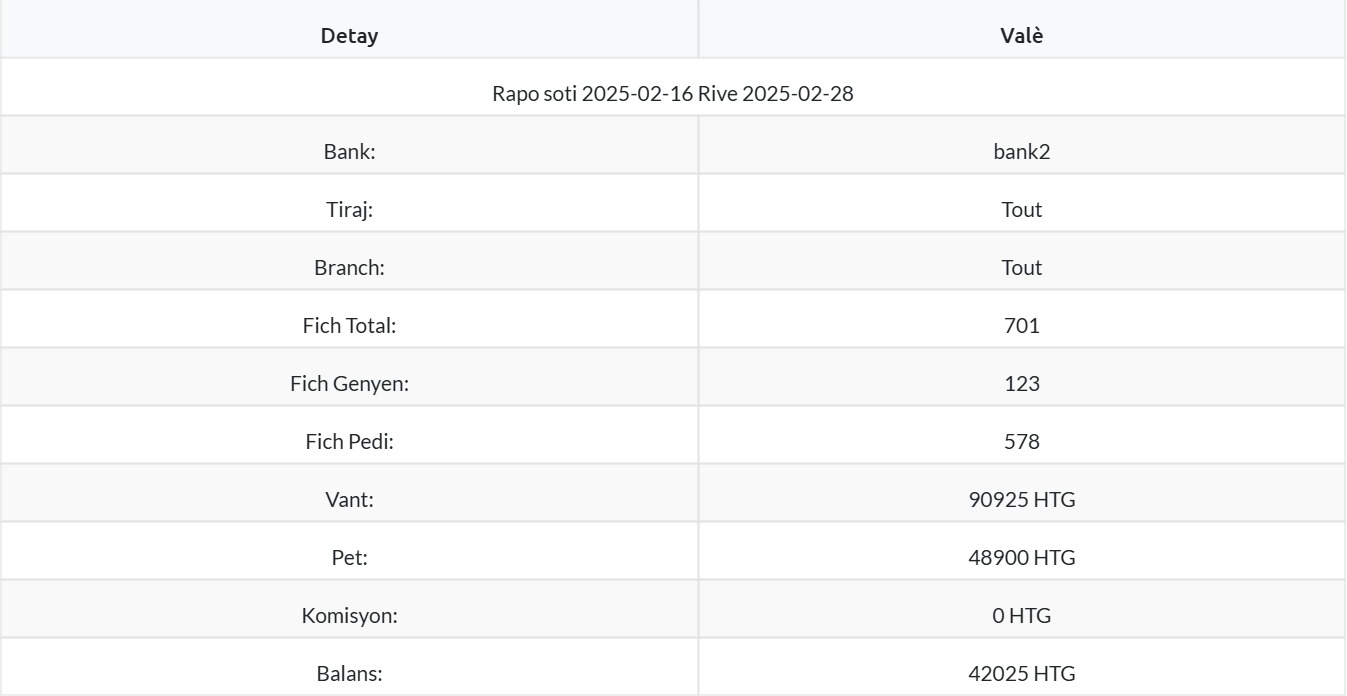 Detay Valè
Rapo soti 2025-02-16 Rive 2025-02-28
Bank: bank2
Tiraj: Tout
Branch: Tout
Fich Total: 701
Fich Genyen: 123
Fich Pedi: 578
Vant: 90925 HTG
Pet: 48900 HTG
Komisyon: 0 HTG
Balans: 42025 HTG